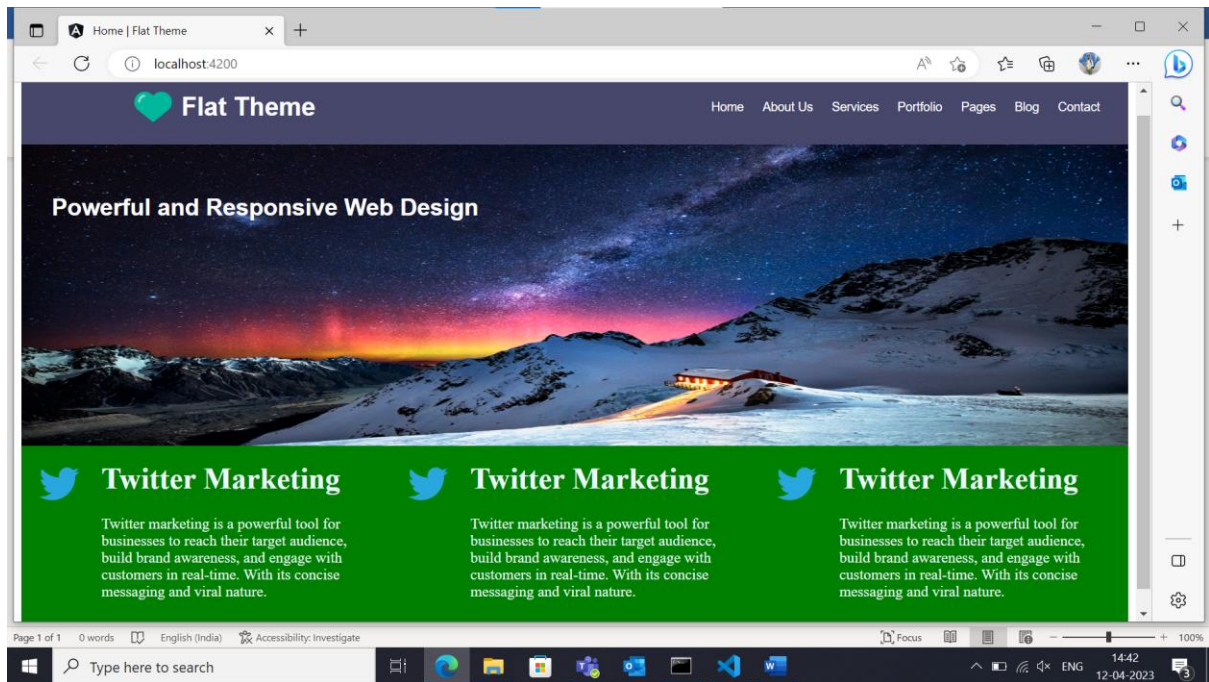 Home | Flat Theme
localhost:4200
Flat Theme
Home About Us Services Portfolio Pages Blog Contact
Powerful and Responsive Web Design
Twitter Marketing
Twitter marketing is a powerful tool for
businesses to reach their target audience,
build brand awareness, and engage with
customers in real-time. With its concise
messaging and viral nature.
Twitter Marketing
Twitter marketing is a powerful tool for
businesses to reach their target audience,
build brand awareness, and engage with
customers in real-time. With its concise
messaging and viral nature.
Twitter Marketing
Twitter marketing is a powerful tool for
businesses to reach their target audience,
build brand awareness, and engage with
customers in real-time. With its concise
messaging and viral nature.
Page 1 of 1 0 words English (India) Accessibility: Investigate Focus 100%
Type here to search
ENG
14:42
12-04-2023
3